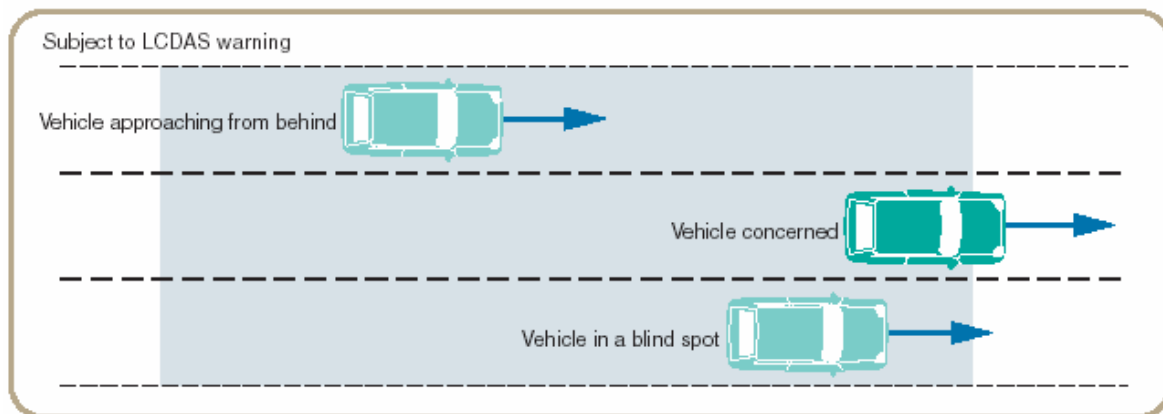 Subject to LCDAS warning
Vehicle approaching from behind
Vehicle concerned
Vehicle in a blind spot